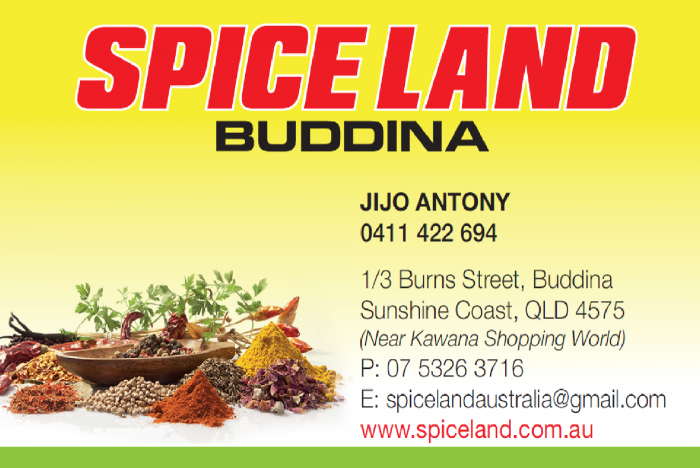 SPICE LAND
BUDDINA
JIJO ANTONY
0411 422 694
1/3 Burns Street, Buddina
Sunshine Coast, QLD 4575
(Near Kawana Shopping World)
P: 07 5326 3716
E: spicelandaustralia@gmail.com
www.spiceland.com.au